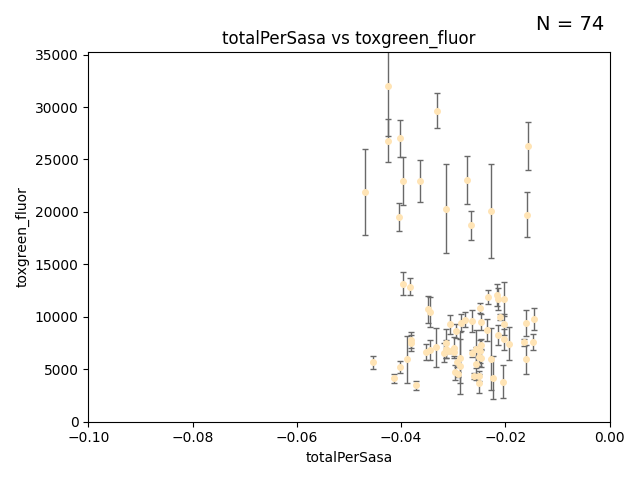 N = 74
totalPerSasa vs toxgreen_fluor
toxgreen_fluor
35000
30000
25000
20000
15000
10000
5000
0
−0.10 −0.08 −0.06 −0.04 −0.02 0.00
totalPerSasa